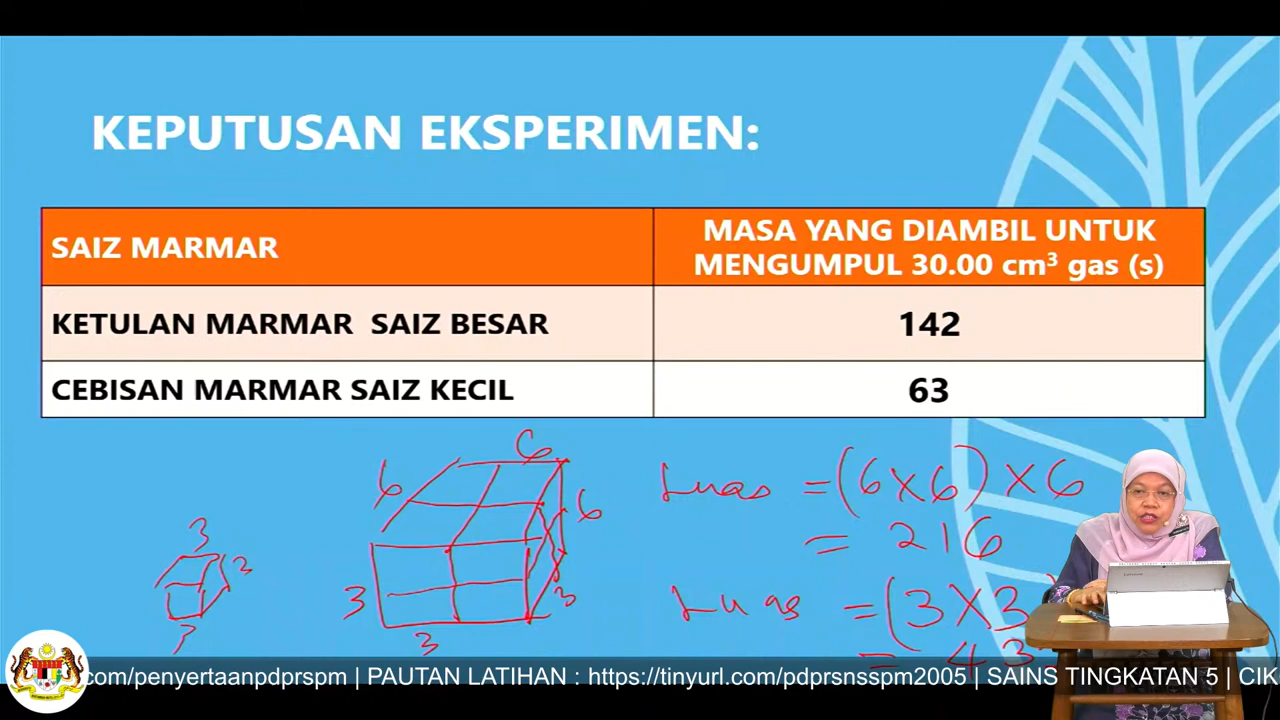 KEPUTUSAN EKSPERIMEN:
SAIZ MARMAR
MASA YANG DIAMBIL UNTUK
MENGUMPUL 30.00 cm³ gas (s)
KETULAN MARMAR SAIZ BESAR
142
CEBISAN MARMAR SAIZ KECIL
63
6
6
6
3
3
3
3
3
3
Luas = (6×6) × 6
= 216
Luas = (3×3
= 43
com/penyertaanpdprspm | PAUTAN LATIHAN : https://tinyurl.com/pdprsnsspm2005 | SAINS TINGKATAN 5 | CIK